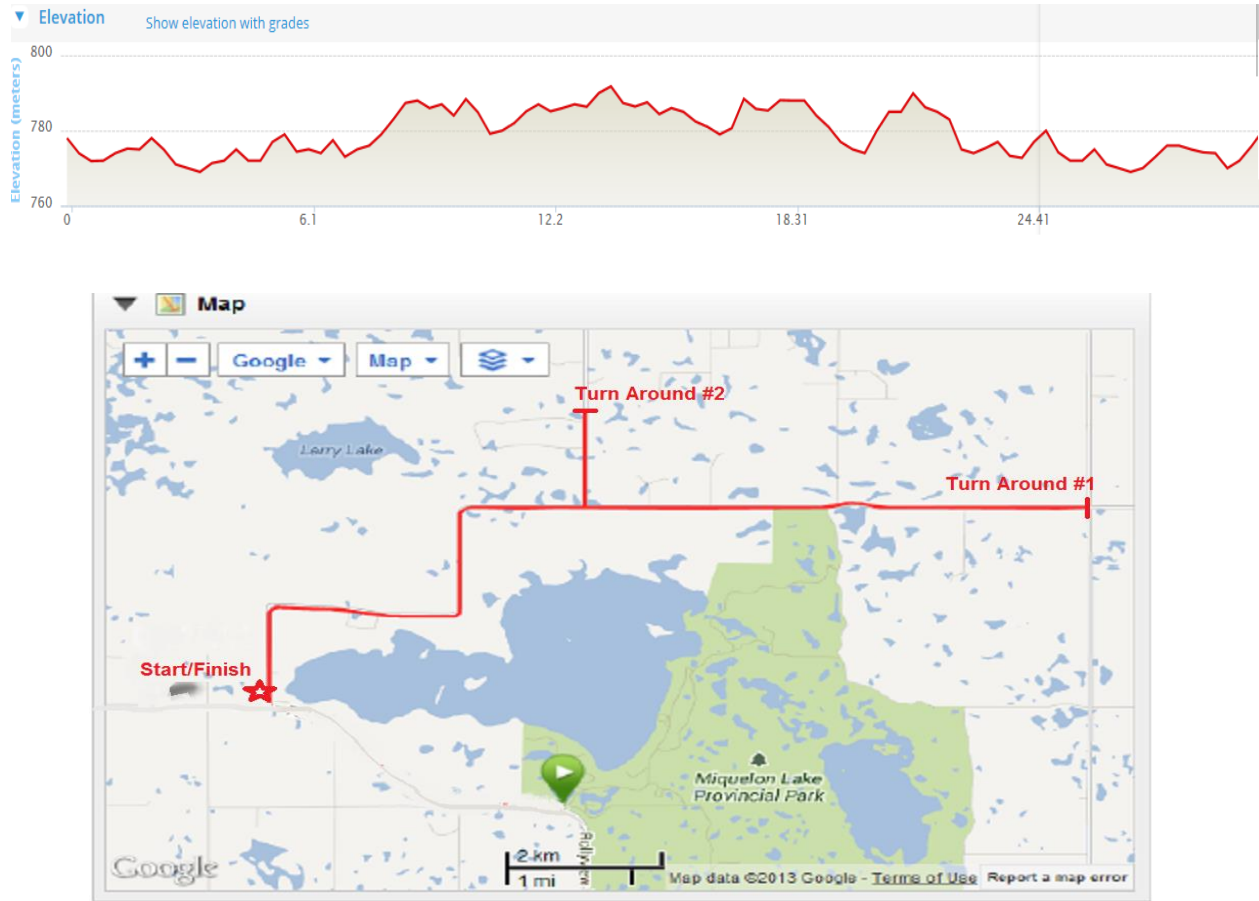 Elevation Show elevation with grades
Elevation (meters)
800
780
760
0 6.1 12.2 18.31 24.41
Map
+ − Google Map
Turn Around #2
Larry Lake
Turn Around #1
Start/Finish
Miquelon Lake
Provincial Park
Rollyview
2 km
1 mi
Google
Map data ©2013 Google - Terms of Use Report a map error